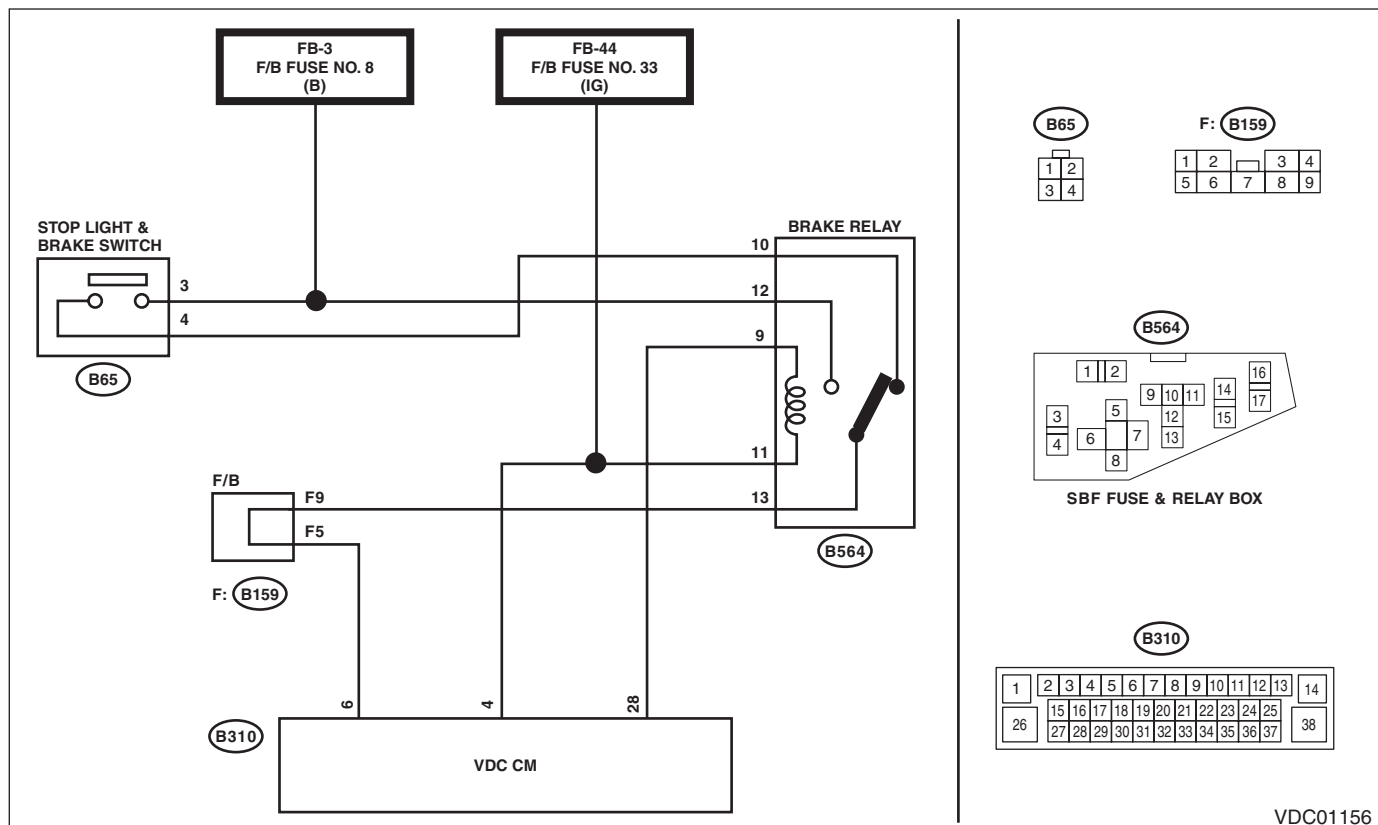 FB-3
F/B FUSE NO. 8
(B)
FB-44
F/B FUSE NO. 33
(IG)
STOP LIGHT &
BRAKE SWITCH
3
4
B65
BRAKE RELAY
10
12
9
11
13
B564
F/B
F9
F5
F: B159
6
4
28
B310
VDC CM
B65
1 2
3 4
F: B159
1 2 3 4
5 6 7 8 9
B564
1 2
3
4
5
6 7
8
9 10 11
12
13
14
15
16
17
SBF FUSE & RELAY BOX
B310
1 2 3 4 5 6 7 8 9 10 11 12 13 14
15 16 17 18 19 20 21 22 23 24 25
26 27 28 29 30 31 32 33 34 35 36 37 38
VDC01156